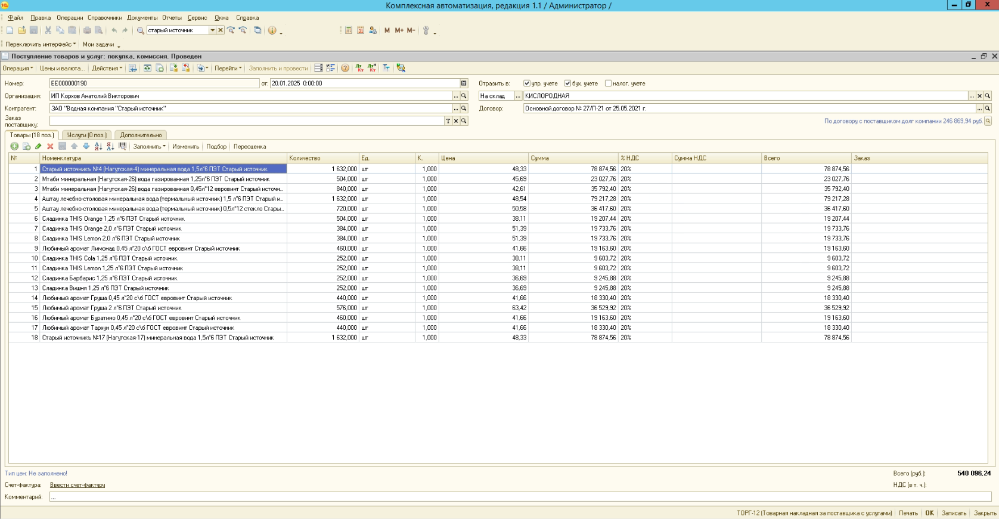 Комплексная автоматизация, редакция 1.1 / Администратор /
Файл Правка Операции Справочники Документы Отчеты Сервис Окна Справка
старый источник M M+ M-
Переключить интерфейс Мои задачи
Поступление товаров и услуг: покупка, комиссия. Проведен
Операция Цены и валюта... Действия Перейти Заполнить и провести
Номер: ЕЕ000000190 от: 20.01.2025 0:00:00 Отразить в: упр. учете бух. учете налог. учете
Организация: ИП Корхов Анатолий Викторович На склад КИСЛОРОДНАЯ
Контрагент: ЗАО "Водная компания "Старый источник" Договор: Основной договор № 27/П-21 от 25.05.2021 г.
Заказ поставщику: По договору с поставщиком долг компании 246 869,94 руб.
Товары (18 поз.) Услуги (0 поз.) Дополнительно
Заполнить Изменить Подбор Переоценка
№ Номенклатура Количество Ед. К. Цена Сумма % НДС Сумма НДС Всего Заказ
1 Старый источникъ №4 (Нагутская-4) минеральная вода 1,5л*6 ПЭТ Старый источник 1 632,000 шт 1,000 48,33 78 874,56 20% 78 874,56
2 Мтаби минеральная (Нагутская-26) вода газированная 1,25л*6 ПЭТ Старый источник 504,000 шт 1,000 45,69 23 027,76 20% 23 027,76
3 Мтаби минеральная (Нагутская-26) вода газированная 0,45л*12 евровинт Старый источн... 840,000 шт 1,000 42,61 35 792,40 20% 35 792,40
4 Аштау лечебно-столовая минеральная вода (термальный источник) 1,5 л*6 ПЭТ Старый и... 1 632,000 шт 1,000 48,54 79 217,28 20% 79 217,28
5 Аштау лечебно-столовая минеральная вода (термальный источник) 0,5л*12 стекло Стары... 720,000 шт 1,000 50,58 36 417,60 20% 36 417,60
6 Сладинка THIS Orange 1,25 л*6 ПЭТ Старый источник 504,000 шт 1,000 38,11 19 207,44 20% 19 207,44
7 Сладинка THIS Orange 2,0 л*6 ПЭТ Старый источник 384,000 шт 1,000 51,39 19 733,76 20% 19 733,76
8 Сладинка THIS Lemon 2,0 л*6 ПЭТ Старый источник 384,000 шт 1,000 51,39 19 733,76 20% 19 733,76
9 Любимый аромат Лимонад 0,45 л*20 с\б ГОСТ евровинт Старый источник 460,000 шт 1,000 41,66 19 163,60 20% 19 163,60
10 Сладинка THIS Cola 1,25 л*6 ПЭТ Старый источник 252,000 шт 1,000 38,11 9 603,72 20% 9 603,72
11 Сладинка THIS Lemon 1,25 л*6 ПЭТ Старый источник 252,000 шт 1,000 38,11 9 603,72 20% 9 603,72
12 Сладинка Барбарис 1,25 л*6 ПЭТ Старый источник 252,000 шт 1,000 36,69 9 245,88 20% 9 245,88
13 Сладинка Вишня 1,25 л*6 ПЭТ Старый источник 252,000 шт 1,000 36,69 9 245,88 20% 9 245,88
14 Любимый аромат Груша 0,45 л*20 с\б ГОСТ евровинт Старый источник 440,000 шт 1,000 41,66 18 330,40 20% 18 330,40
15 Любимый аромат Груша 2 л*6 ПЭТ Старый источник 576,000 шт 1,000 63,42 36 529,92 20% 36 529,92
16 Любимый аромат Буратино 0,45 л*20 с\б ГОСТ евровинт Старый источник 460,000 шт 1,000 41,66 19 163,60 20% 19 163,60
17 Любимый аромат Тархун 0,45 л*20 с\б ГОСТ евровинт Старый источник 440,000 шт 1,000 41,66 18 330,40 20% 18 330,40
18 Старый источникъ №17 (Нагутская-17) минеральная вода 1,5л*6 ПЭТ Старый источник 1 632,000 шт 1,000 48,33 78 874,56 20% 78 874,56
Тип цен: Не заполнено! Всего (руб.): 540 096,24
Счет-фактура: Ввести счет-фактуру НДС (в т. ч.):
Комментарий: ...
ТОРГ-12 (Товарная накладная за поставщика с услугами) Печать OK Записать Закрыть